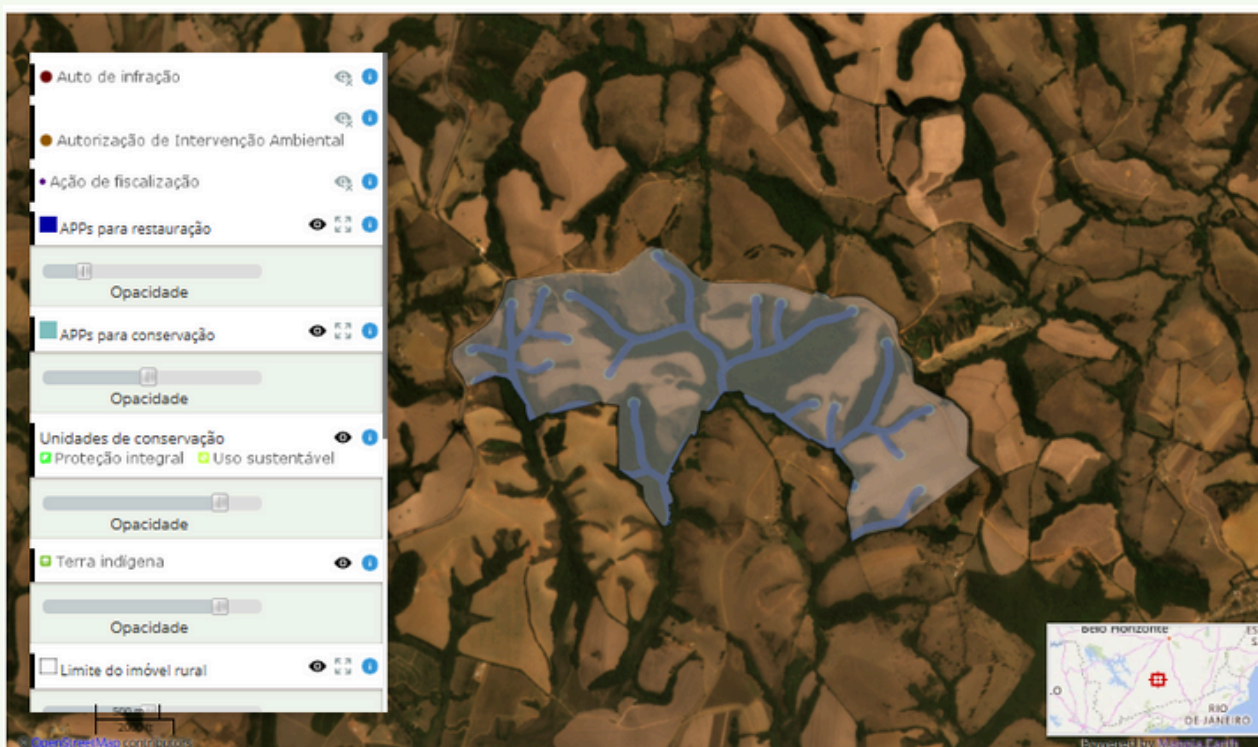 Auto de infração
Autorização de Intervenção Ambiental
Ação de fiscalização
APPs para restauração
Opacidade
APPs para conservação
Opacidade
Unidades de conservação
Proteção integral Uso sustentável
Opacidade
Terra indígena
Opacidade
Limite do imóvel rural
500 m
© OpenStreetMap contributors
Belo Horizonte
RIO
DE JANEIRO
Powered by